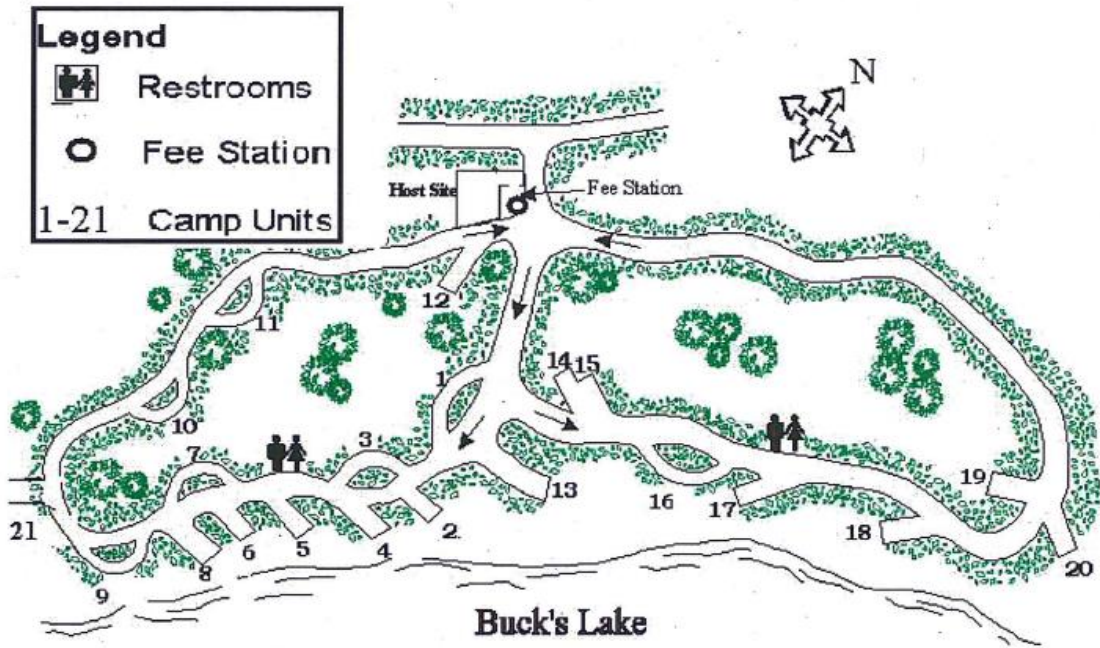 Legend
Restrooms
Fee Station
1-21 Camp Units
N
Host Site
Fee Station
12
11
14
15
1
10
3
7
19
13
16
17
21
2
18
6
5
4
8
20
9
Buck's Lake